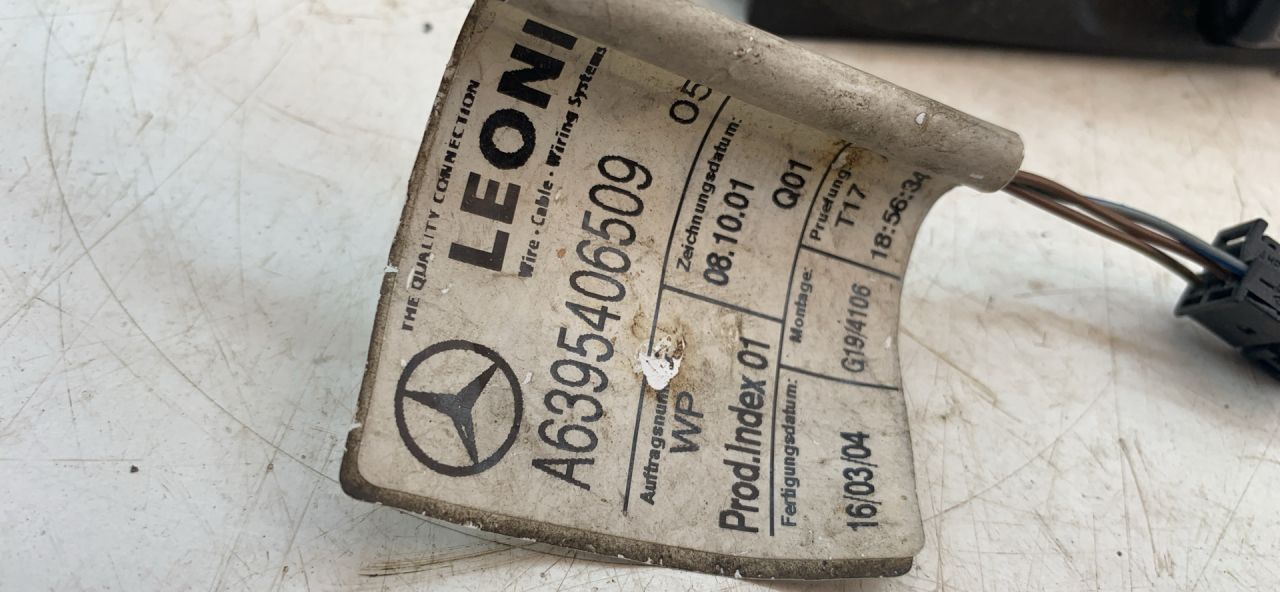 THE QUALITY CONNECTION
LEONI
Wire · Cable · Wiring Systems
A6395406509 05
Zeichnungsdatum:
WP 08.10.01
Prod.Index 01 Q01
Fertigungsdatum: Montage:
16/03/04 G19/4106 T17
18:56:34